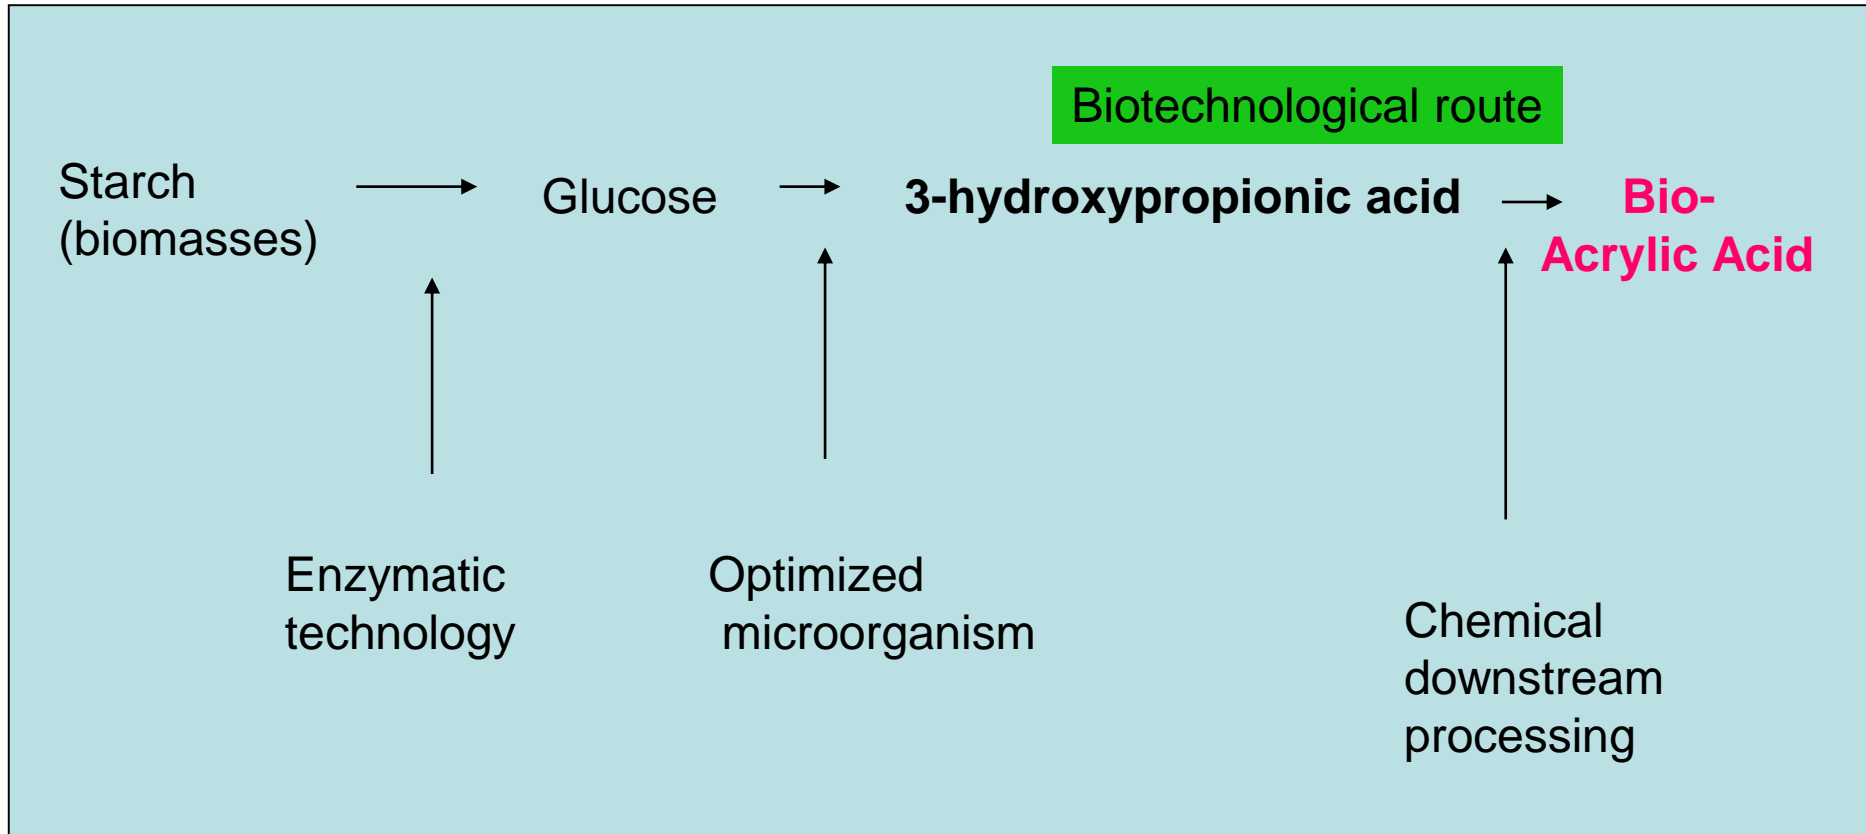 Biotechnological route
Starch
(biomasses)
Glucose
3-hydroxypropionic acid
Bio-
Acrylic Acid
Enzymatic
technology
Optimized
microorganism
Chemical
downstream
processing